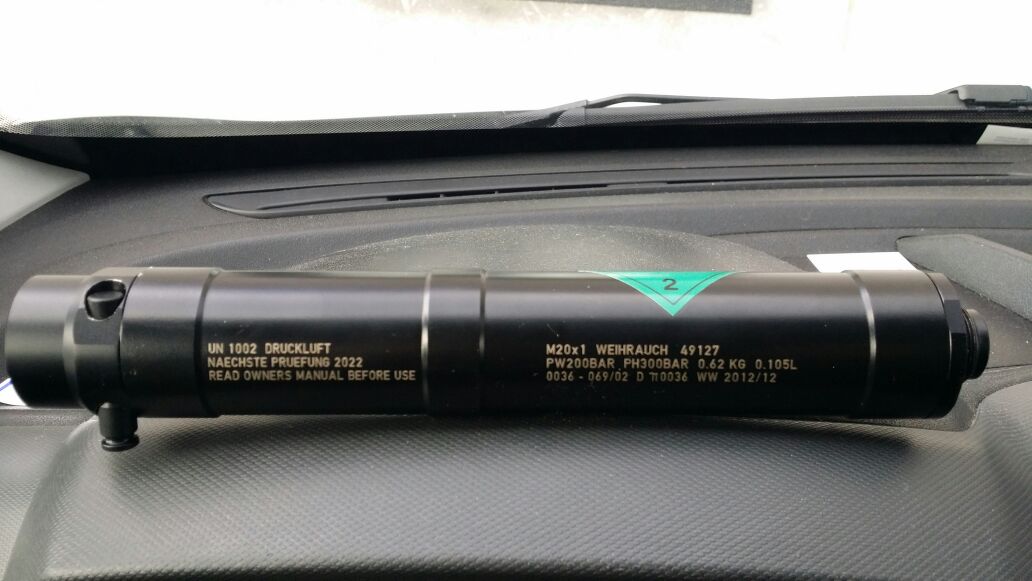 UN 1002 DRUCKLUFT
NAECHSTE PRUEFUNG 2022
READ OWNERS MANUAL BEFORE USE
2
M20x1 WEIHRAUCH 49127
PW200BAR PH300BAR 0.62 KG 0.105L
0036 - 069/02 D π0036 WW 2012/12